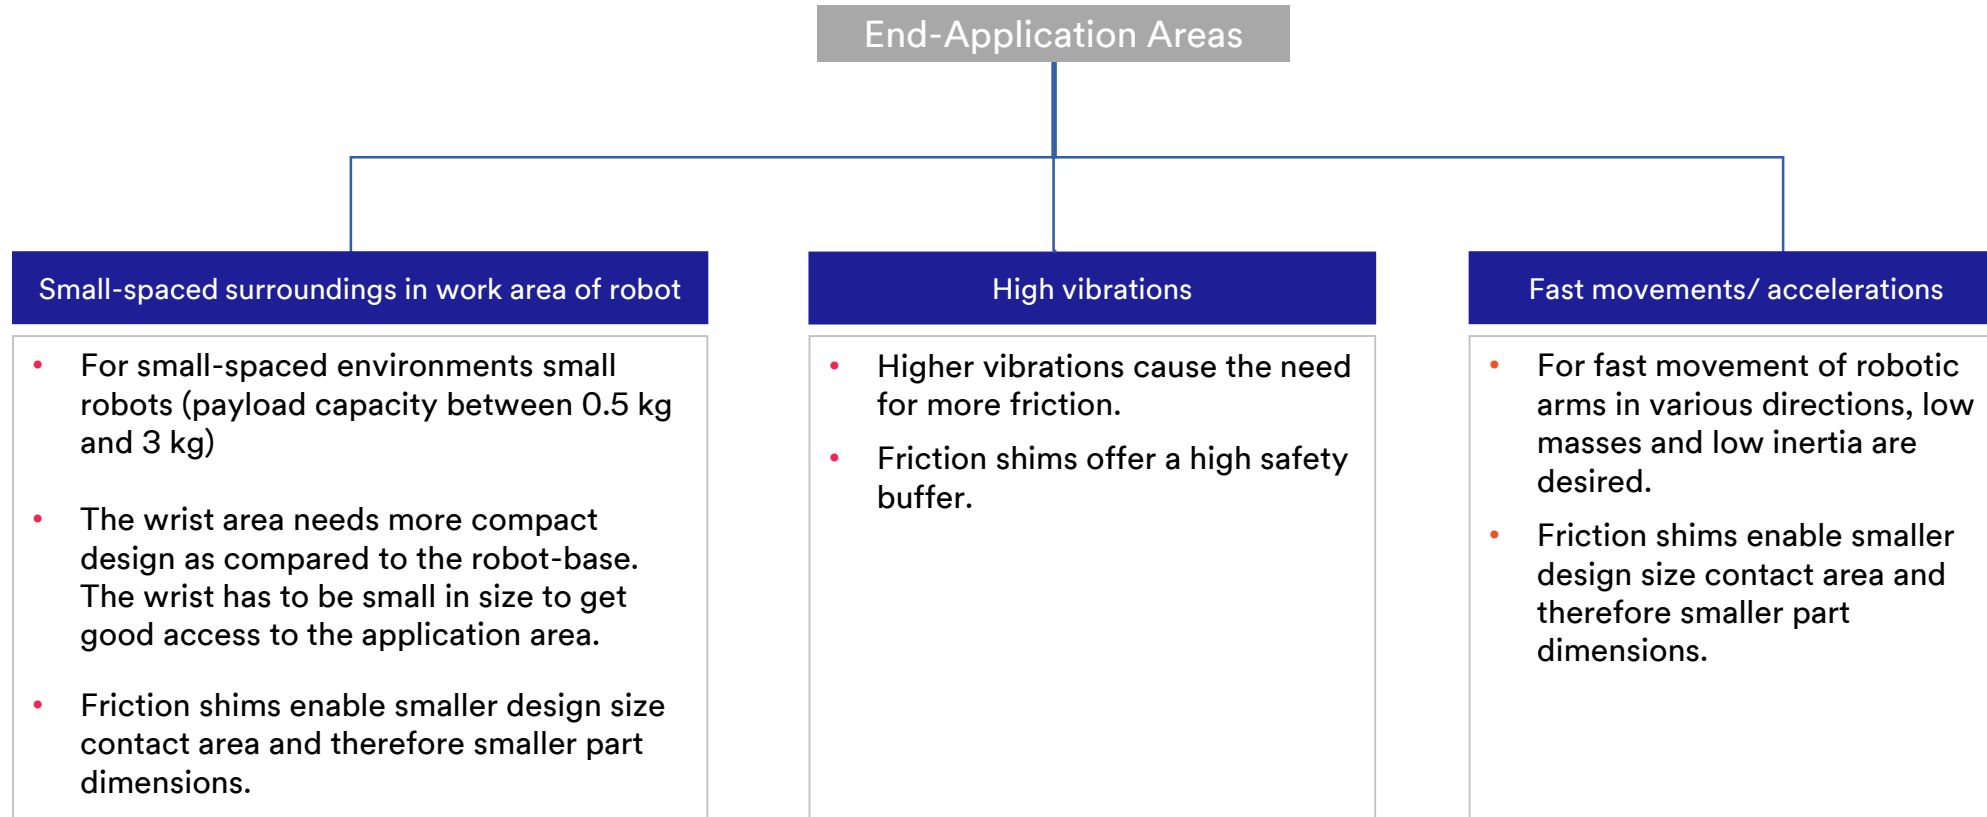 End-Application Areas
Small-spaced surroundings in work area of robot
• For small-spaced environments small
robots (payload capacity between 0.5 kg
and 3 kg)
• The wrist area needs more compact
design as compared to the robot-base.
The wrist has to be small in size to get
good access to the application area.
• Friction shims enable smaller design size
contact area and therefore smaller part
dimensions.
High vibrations
• Higher vibrations cause the need
for more friction.
• Friction shims offer a high safety
buffer.
Fast movements/ accelerations
• For fast movement of robotic
arms in various directions, low
masses and low inertia are
desired.
• Friction shims enable smaller
design size contact area and
therefore smaller part
dimensions.